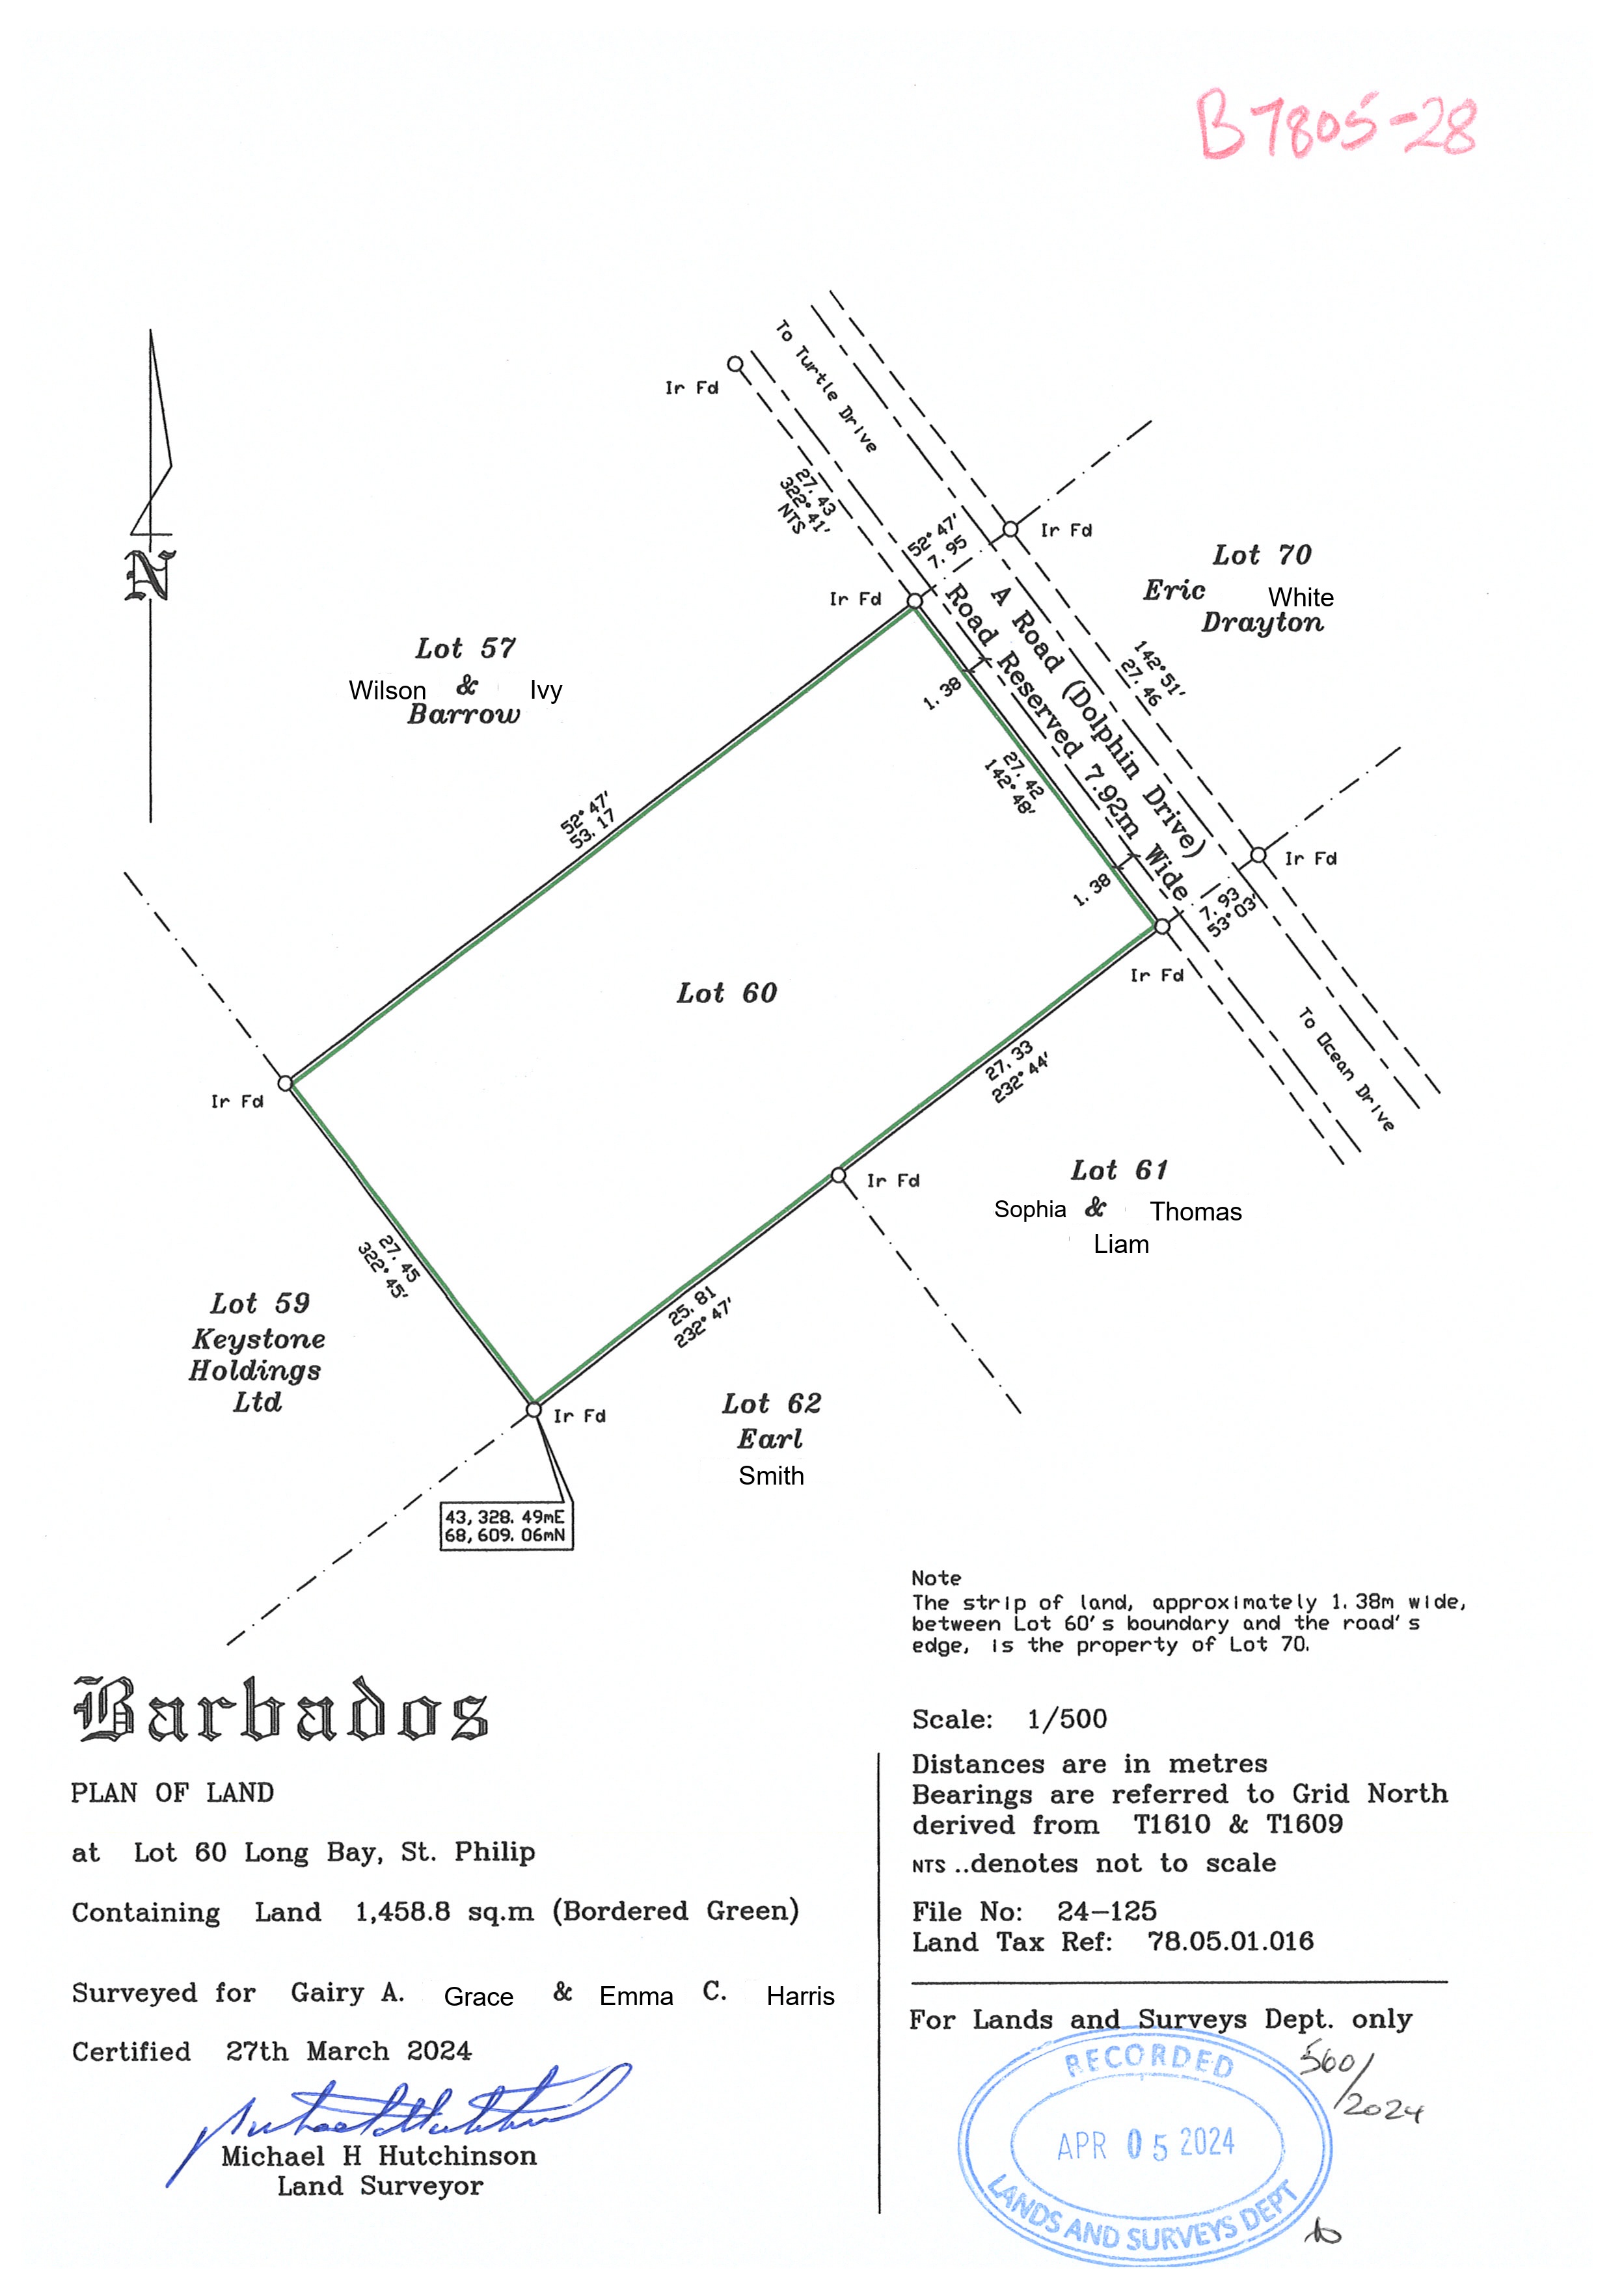 B7805-28
To Turtle Drive
Ir Fd
27.43
322°41'
NTS
52°47'
7.95
Ir Fd
Lot 70
Eric White
Drayton
Ir Fd
Road Reserved 7.92m Wide
A Road (Dolphin Drive)
142°51'
27.46
N
Lot 57
Wilson & Ivy
Barrow
1.38
27.42
142°48'
52°47'
53.17
1.38
Ir Fd
7.93
53°03'
Ir Fd
Lot 60
To Ocean Drive
27.33
232°44'
Ir Fd
Ir Fd
Lot 61
Sophia & Thomas
Liam
27.45
322°45'
25.81
232°47'
Lot 59
Keystone
Holdings
Ltd
Ir Fd
Lot 62
Earl
Smith
43,328.49mE
68,609.06mN
Note
The strip of land, approximately 1.38m wide,
between Lot 60's boundary and the road's
edge, is the property of Lot 70.
Barbados
PLAN OF LAND
at Lot 60 Long Bay, St. Philip
Containing Land 1,458.8 sq.m (Bordered Green)
Surveyed for Gairy A. Grace & Emma C. Harris
Certified 27th March 2024
Michael H Hutchinson
Land Surveyor
Scale: 1/500
Distances are in metres
Bearings are referred to Grid North
derived from T1610 & T1609
NTS ..denotes not to scale
File No: 24-125
Land Tax Ref: 78.05.01.016
For Lands and Surveys Dept. only
560/2024
RECORDED
APR 05 2024
LANDS AND SURVEYS DEPT